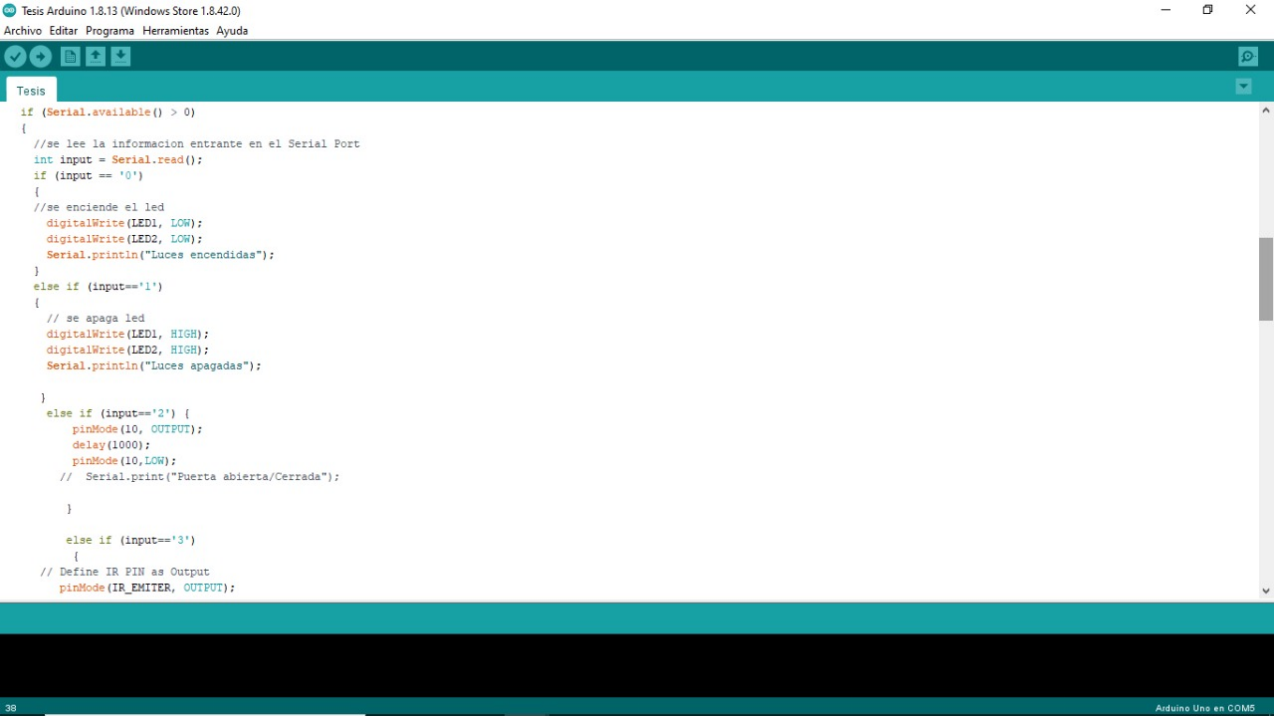 Tesis Arduino 1.8.13 (Windows Store 1.8.42.0)
Archivo Editar Programa Herramientas Ayuda
Tesis
if (Serial.available() > 0)
{
//se lee la informacion entrante en el Serial Port
int input = Serial.read();
if (input == '0')
{
//se enciende el led
digitalWrite(LED1, LOW);
digitalWrite(LED2, LOW);
Serial.println("Luces encendidas");
}
else if (input=='1')
{
// se apaga led
digitalWrite(LED1, HIGH);
digitalWrite(LED2, HIGH);
Serial.println("Luces apagadas");
}
else if (input=='2') {
pinMode(10, OUTPUT);
delay(1000);
pinMode(10,LOW);
// Serial.print("Puerta abierta/Cerrada");
}
else if (input=='3')
{
// Define IR PIN as Output
pinMode(IR_EMITER, OUTPUT);
38
Arduino Uno en COM5